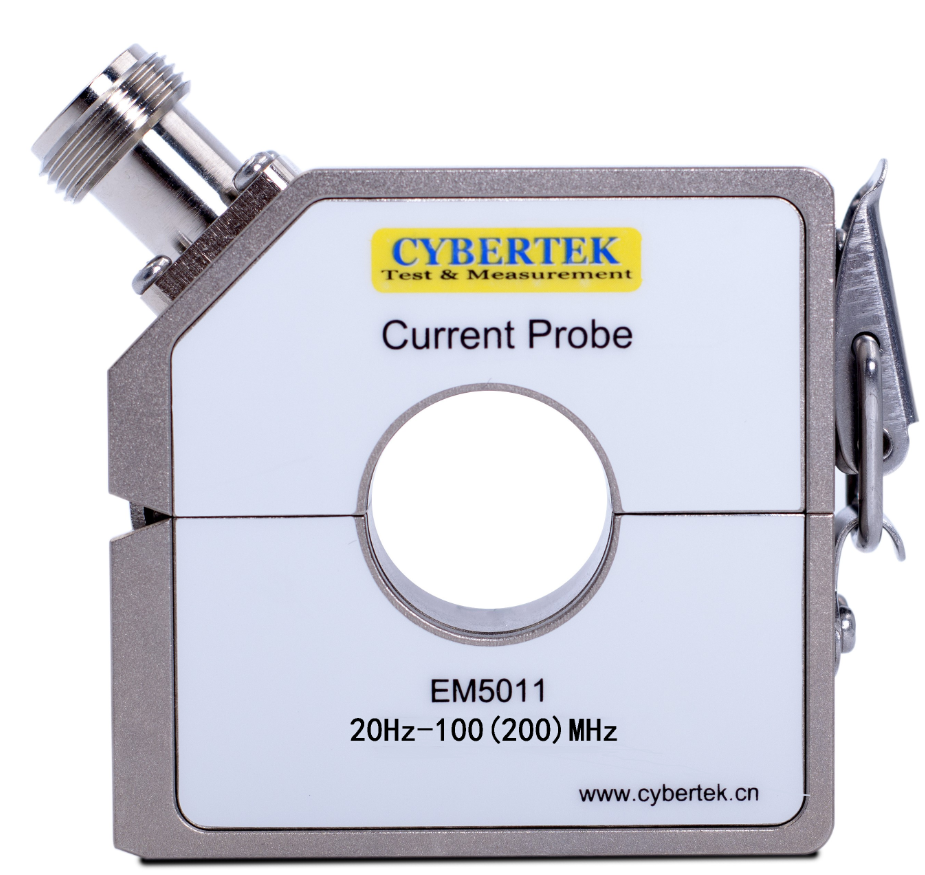 CYBERTEK
Test & Measurement
Current Probe
EM5011
20Hz-100(200)MHz
www.cybertek.cn